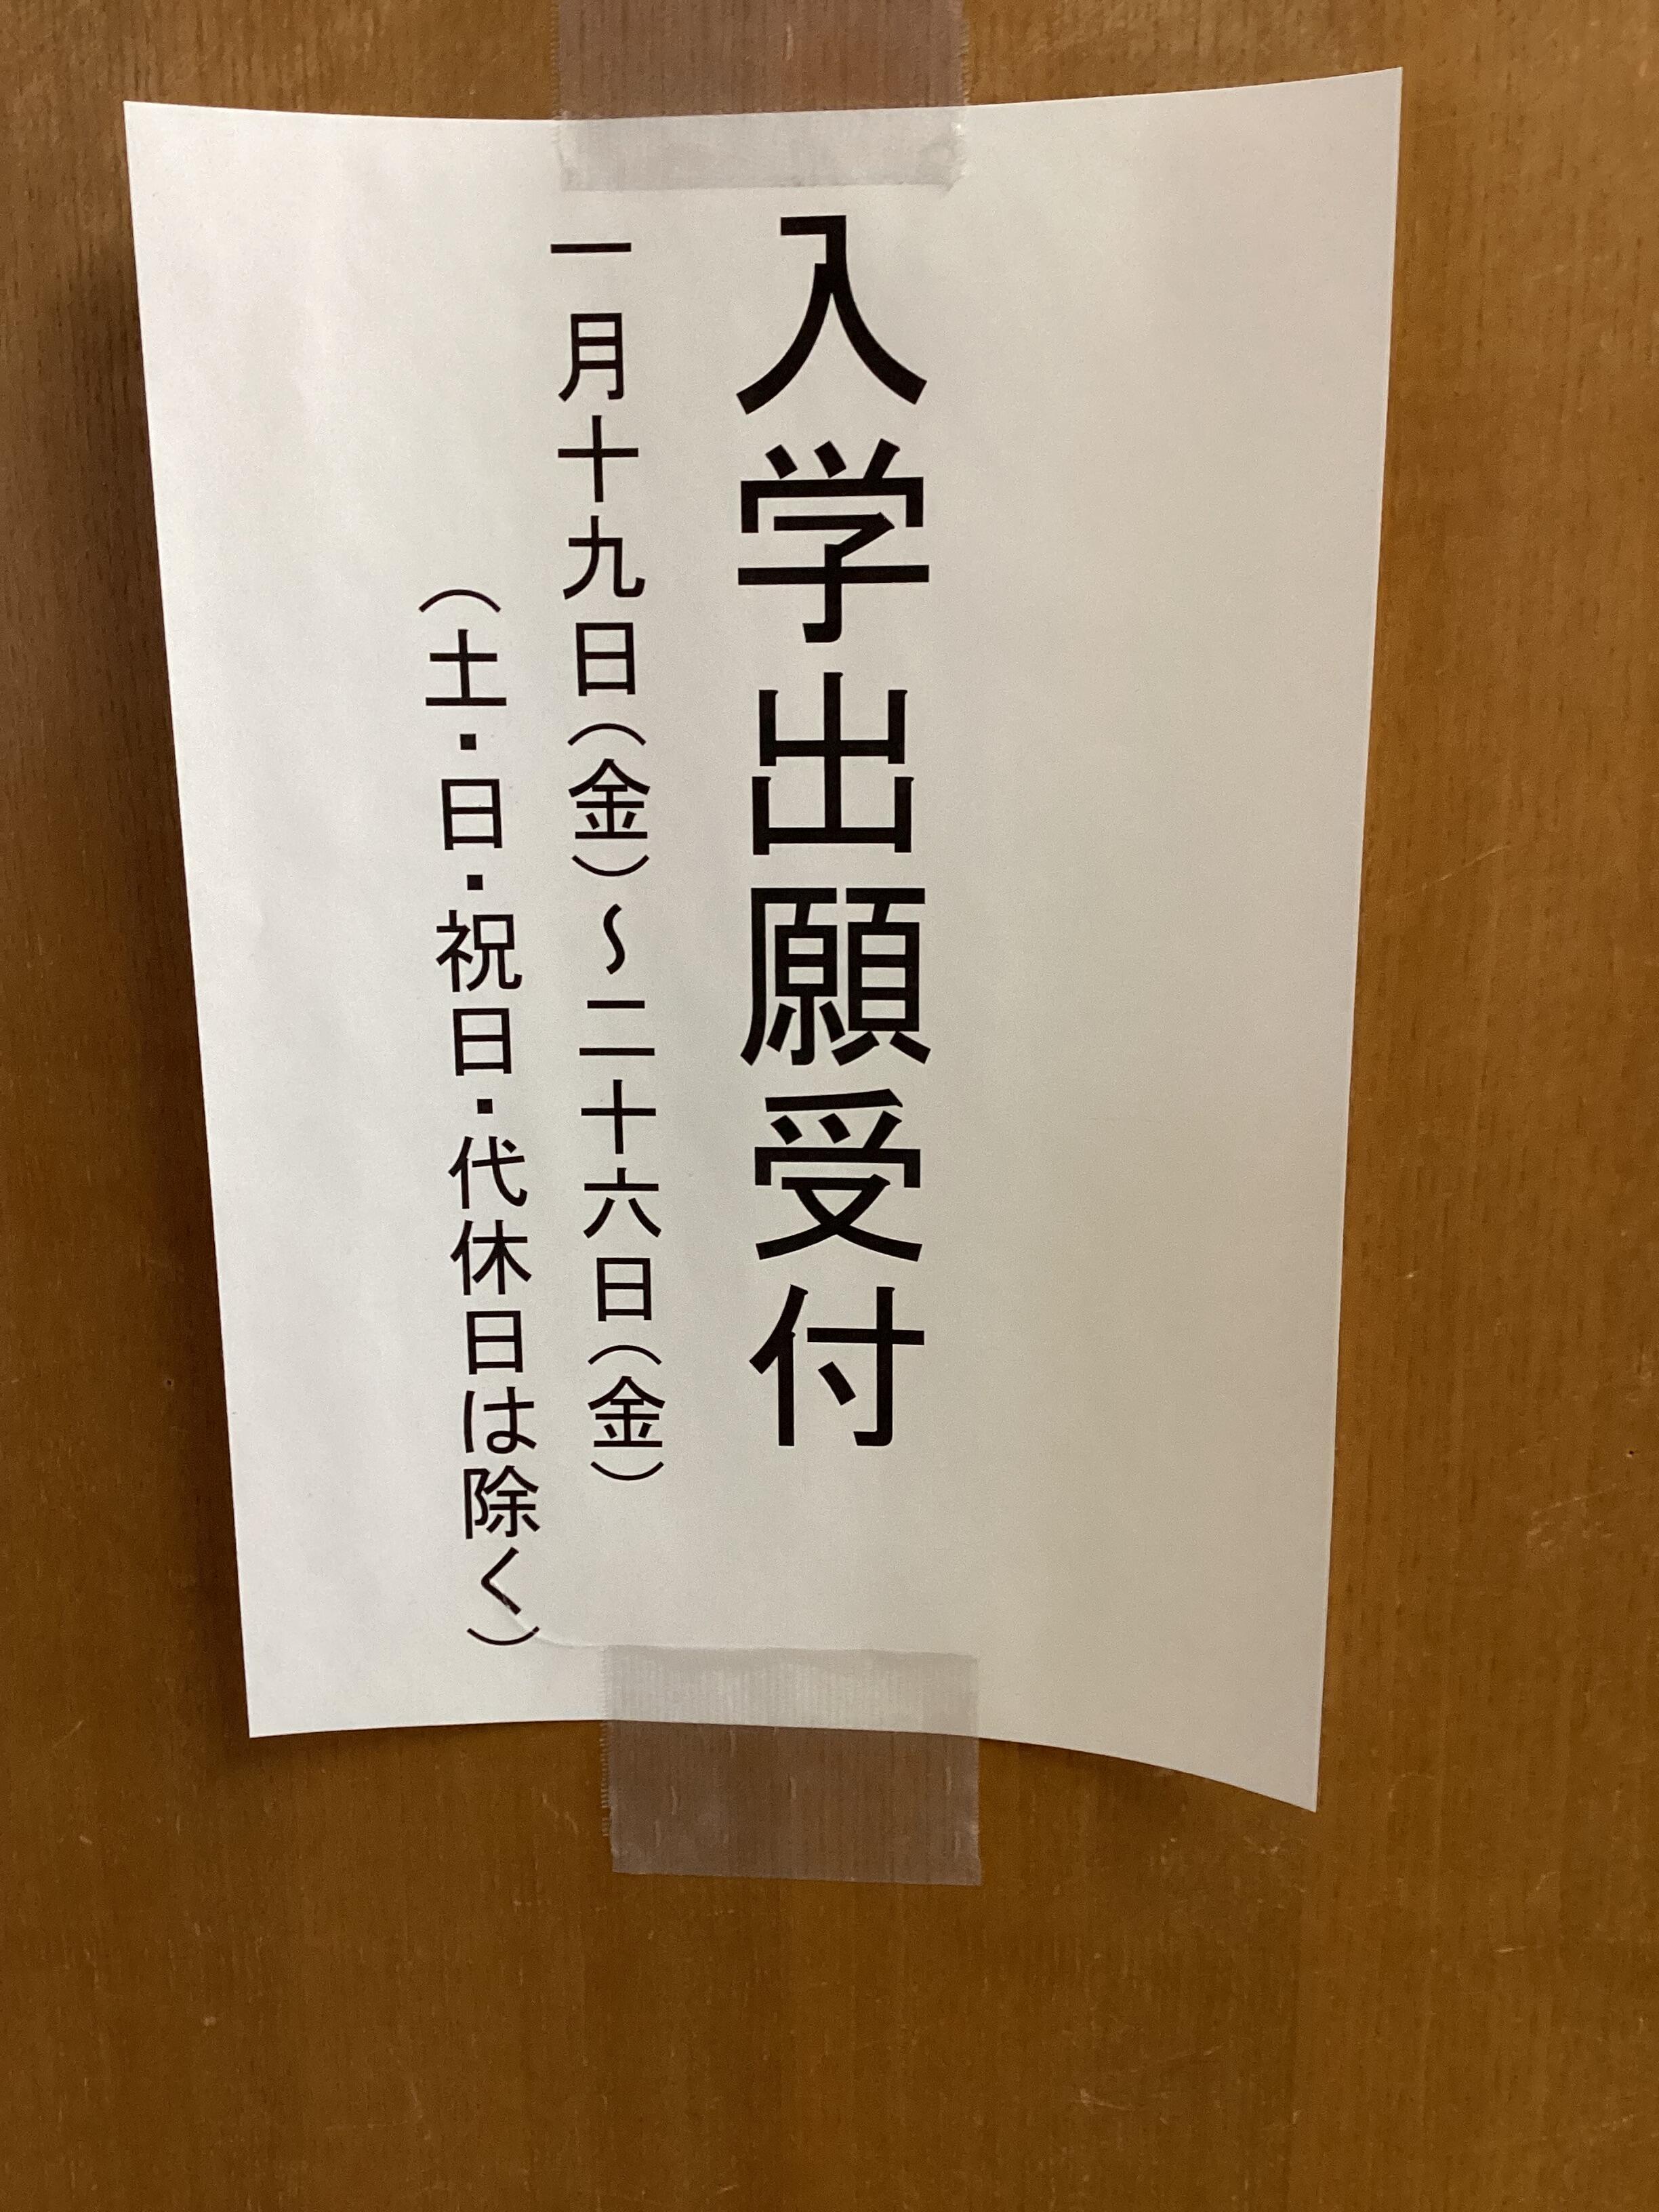 入学出願受付
一月十九日（金）～二十六日（金）
（土・日・祝日・代休日は除く）